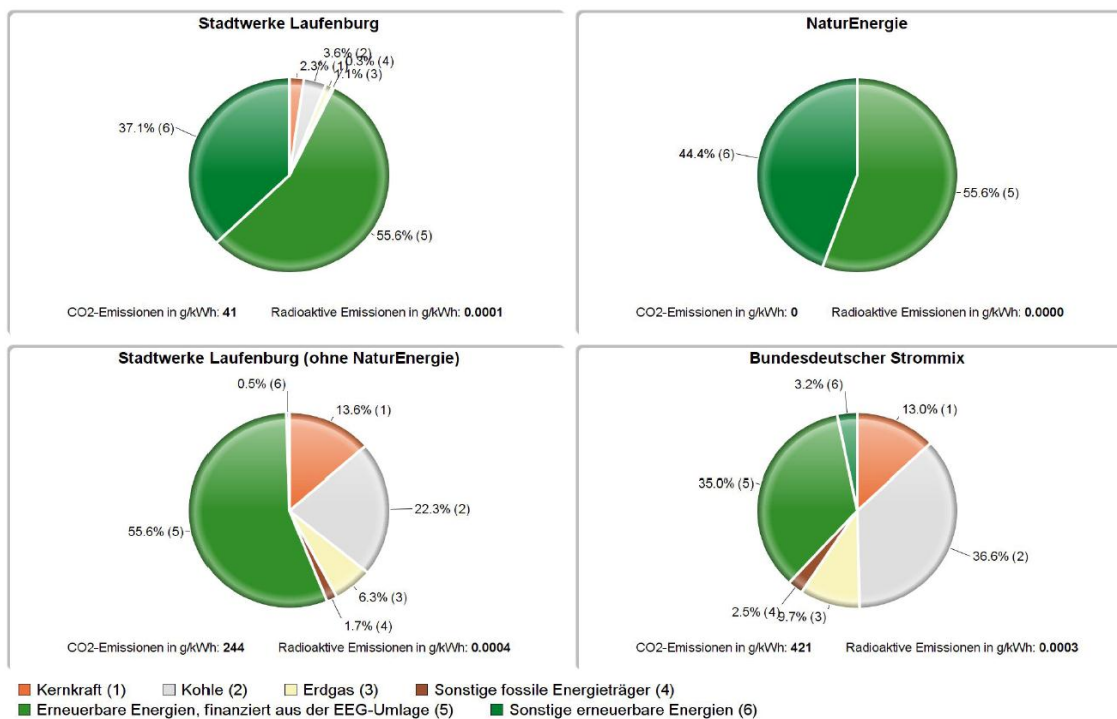 Stadtwerke Laufenburg
3.6% (2)
0.3% (4)
2.3% (1)
1.1% (3)
37.1% (6)
55.6% (5)
CO2-Emissionen in g/kWh: 41 Radioaktive Emissionen in g/kWh: 0.0001
NaturEnergie
44.4% (6)
55.6% (5)
CO2-Emissionen in g/kWh: 0 Radioaktive Emissionen in g/kWh: 0.0000
Stadtwerke Laufenburg (ohne NaturEnergie)
0.5% (6)
13.6% (1)
22.3% (2)
55.6% (5)
6.3% (3)
1.7% (4)
CO2-Emissionen in g/kWh: 244 Radioaktive Emissionen in g/kWh: 0.0004
Bundesdeutscher Strommix
3.2% (6)
13.0% (1)
35.0% (5)
36.6% (2)
2.5% (4)
9.7% (3)
CO2-Emissionen in g/kWh: 421 Radioaktive Emissionen in g/kWh: 0.0003
Kernkraft (1) Kohle (2) Erdgas (3) Sonstige fossile Energieträger (4)
Erneuerbare Energien, finanziert aus der EEG-Umlage (5) Sonstige erneuerbare Energien (6)